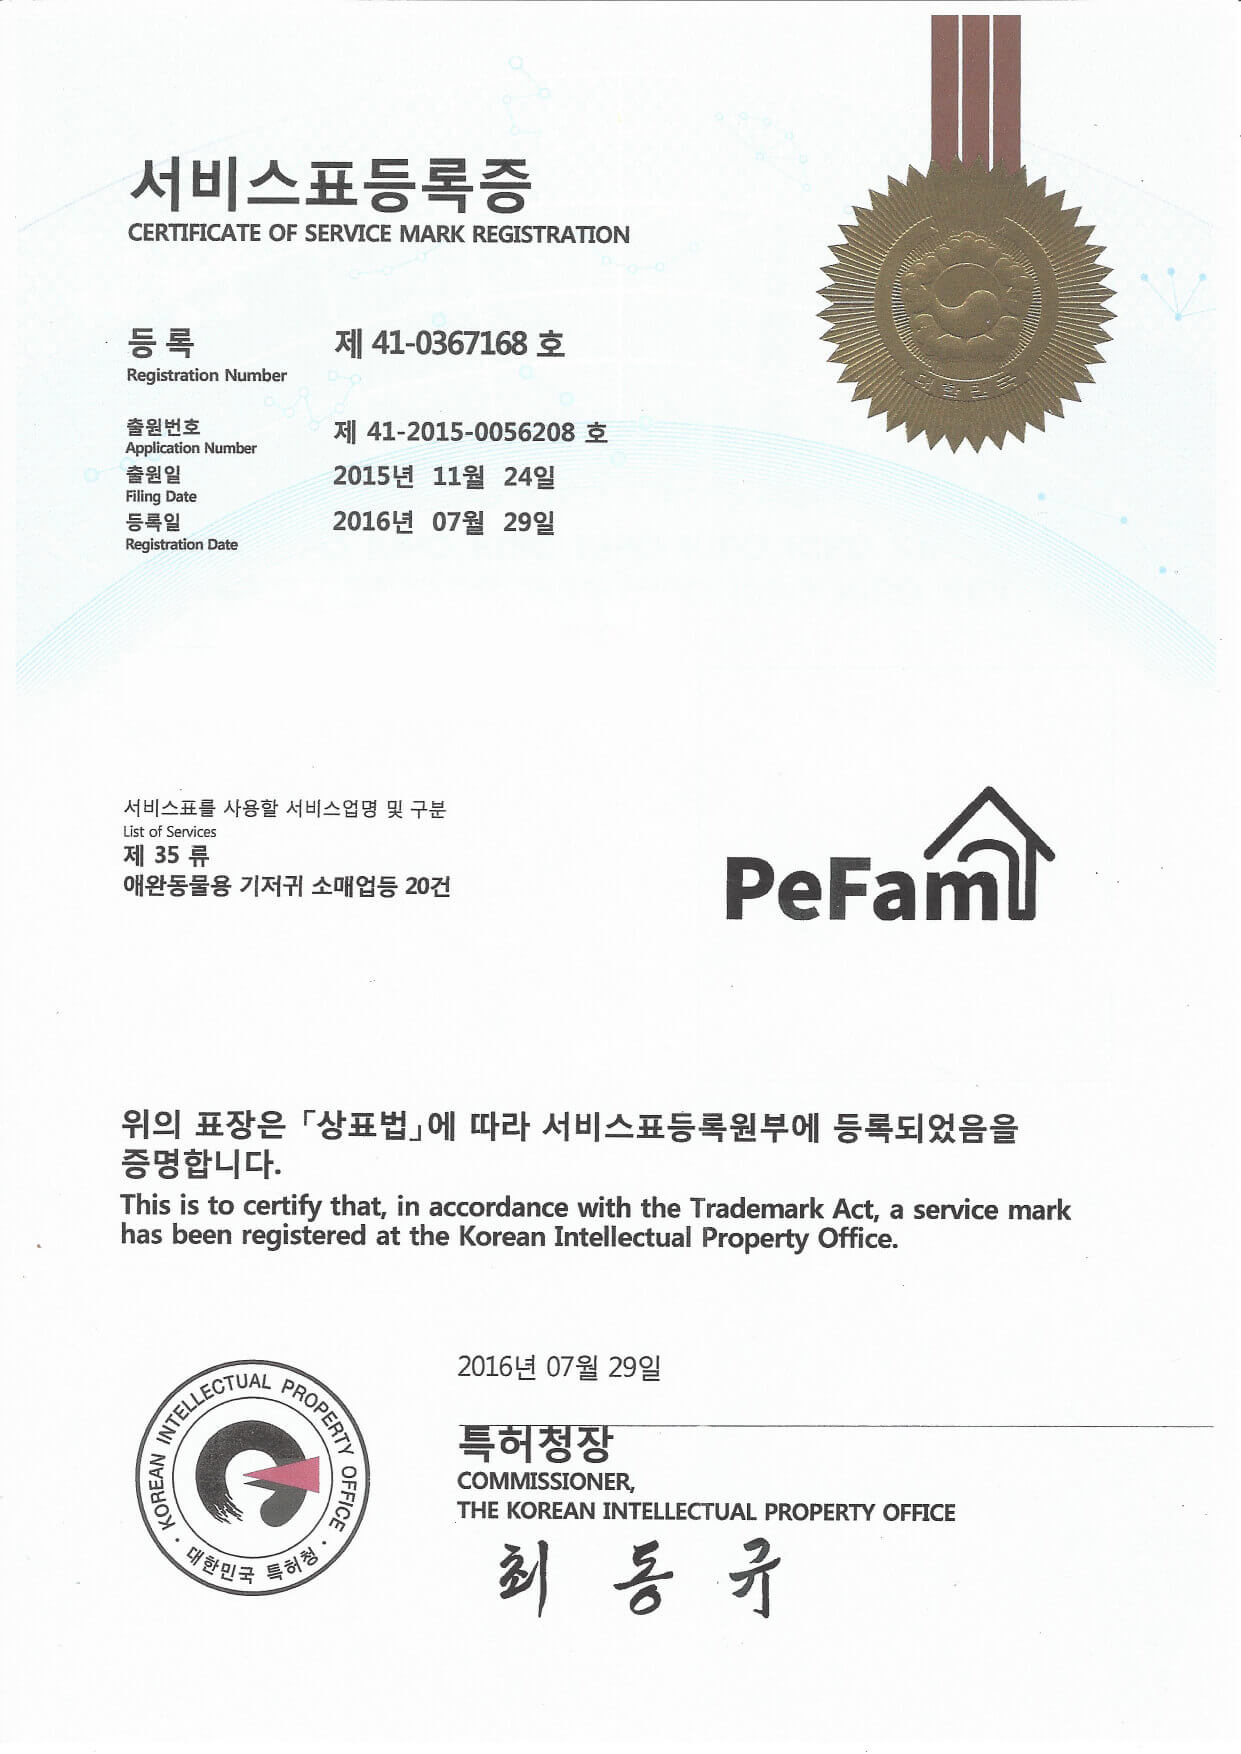 서비스표등록증
CERTIFICATE OF SERVICE MARK REGISTRATION
등 록 제 41-0367168 호
Registration Number
출원번호 제 41-2015-0056208 호
Application Number
출원일 2015년 11월 24일
Filing Date
등록일 2016년 07월 29일
Registration Date
대한민국
서비스표를 사용할 서비스업명 및 구분
List of Services
제 35 류
애완동물용 기저귀 소매업등 20건
PeFam
위의 표장은 「상표법」에 따라 서비스표등록원부에 등록되었음을
증명합니다.
This is to certify that, in accordance with the Trademark Act, a service mark
has been registered at the Korean Intellectual Property Office.
2016년 07월 29일
특허청장
COMMISSIONER,
THE KOREAN INTELLECTUAL PROPERTY OFFICE
최 동 규
KOREAN INTELLECTUAL PROPERTY OFFICE
대한민국 특허청